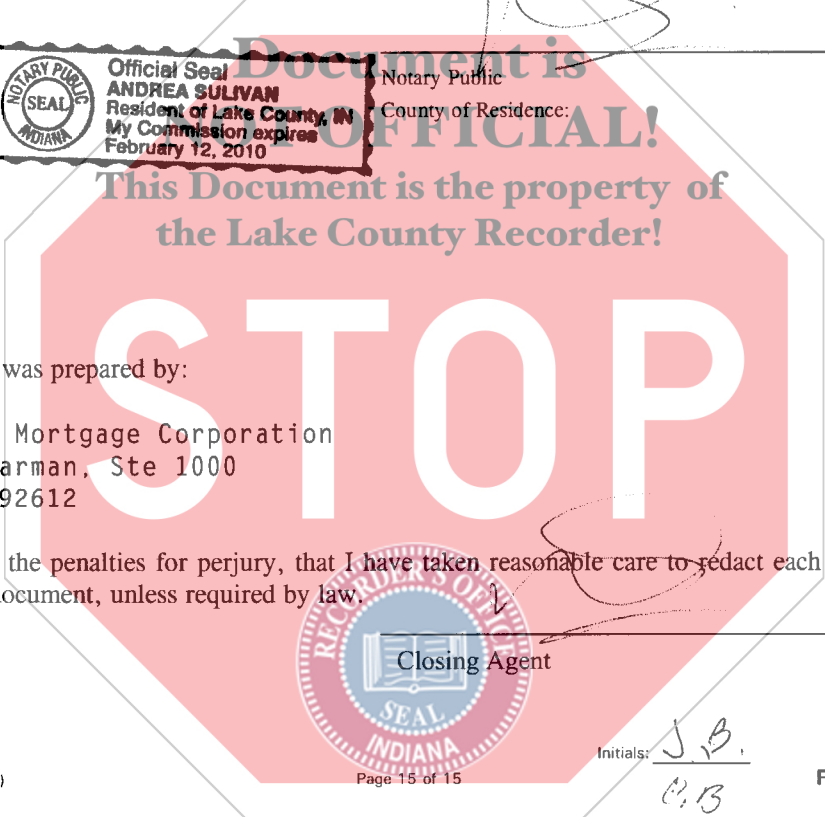 Document is
NOT OFFICIAL!
This Document is the property of
the Lake County Recorder!
STOP
NOTARY PUBLIC
SEAL
INDIANA
Official Seal
ANDREA SULIVAN
Resident of Lake County, IN
My Commission expires
February 12, 2010
Notary Public
County of Residence:
was prepared by:
Mortgage Corporation
arman, Ste 1000
92612
the penalties for perjury, that I have taken reasonable care to redact each
ocument, unless required by law.
RECORDER'S OFFICE
SEAL
INDIANA
Closing Agent
Initials: J.B.
C.B
)
Page 15 of 15
F